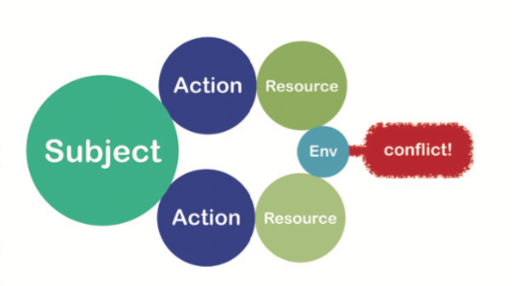 Action
Resource
Subject
Env
conflict!
Action
Resource